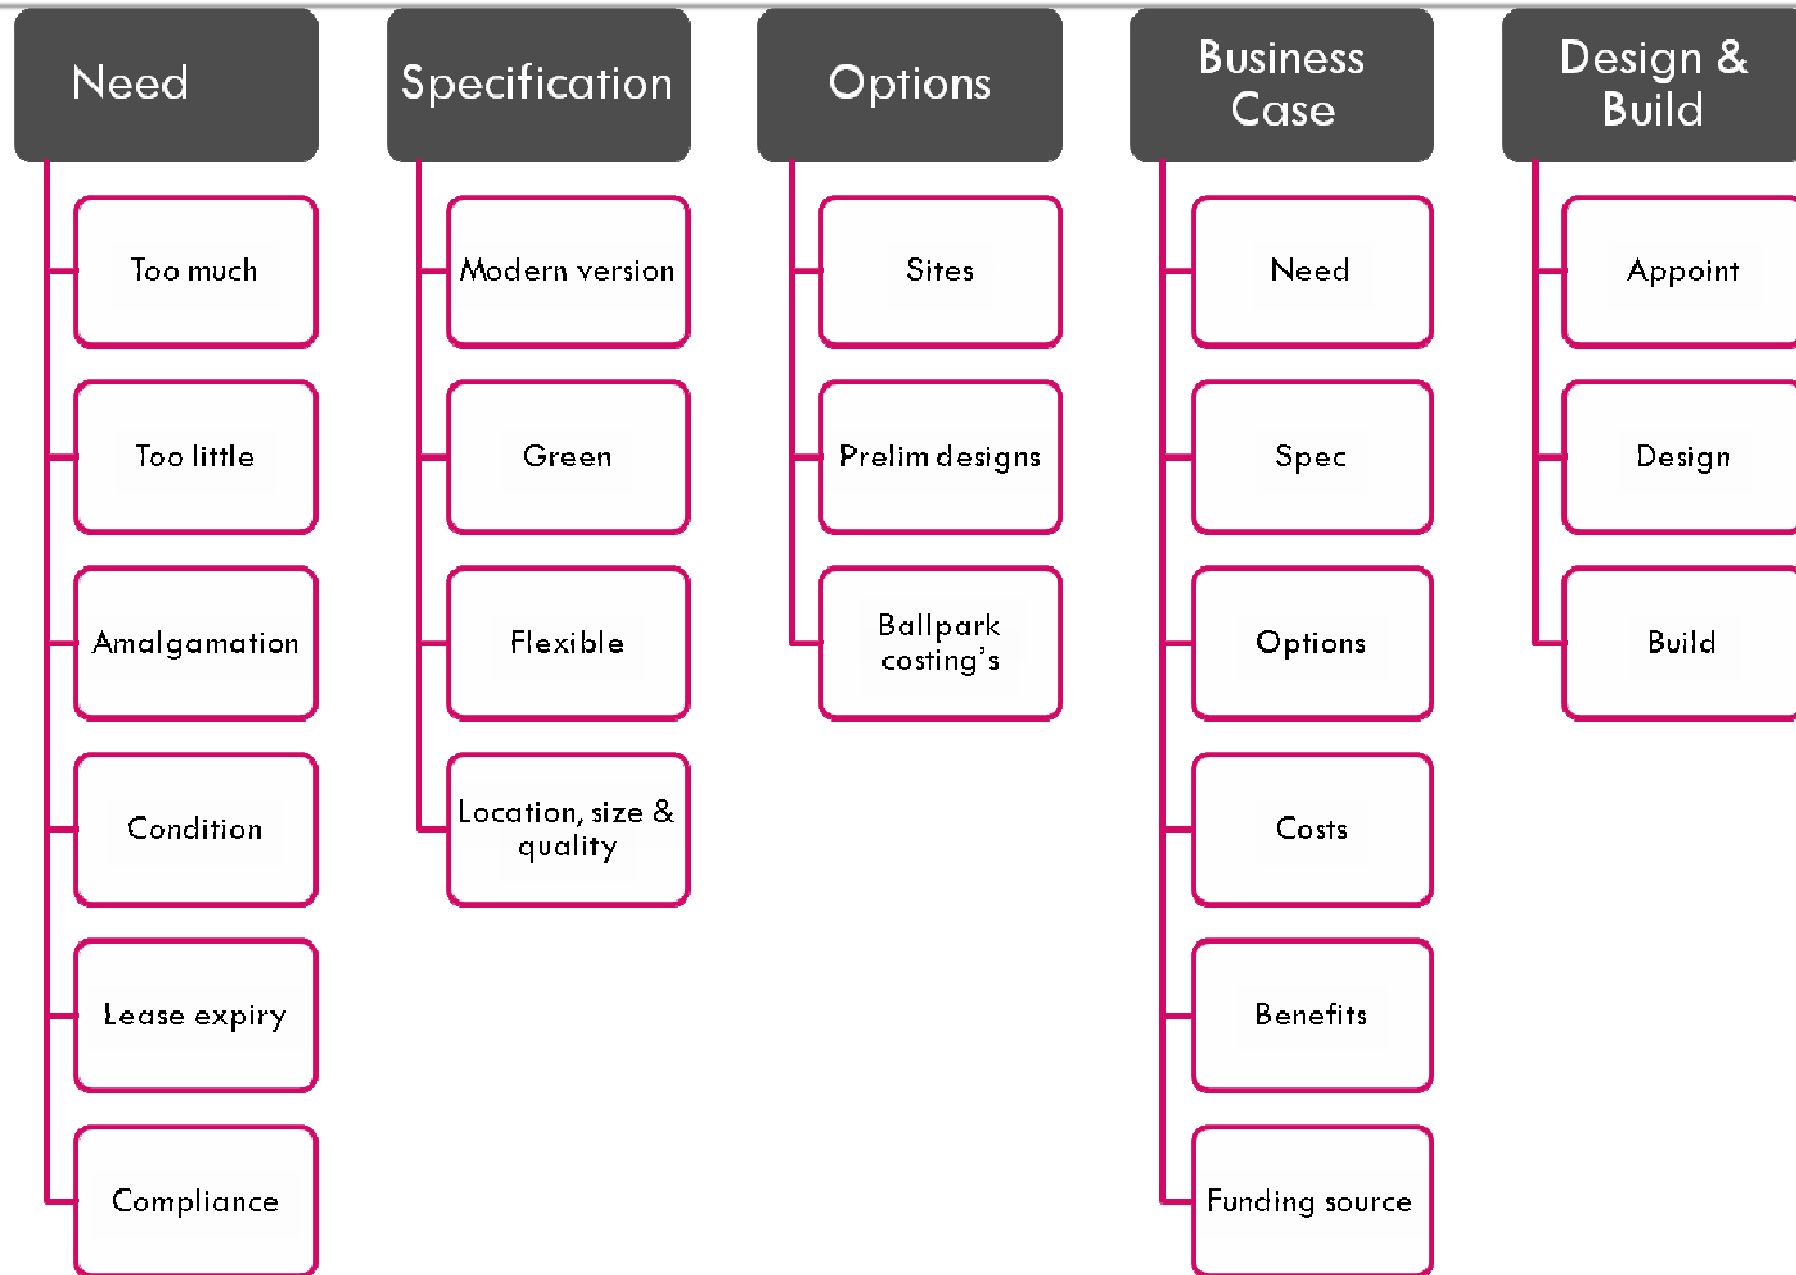 Need
Too much
Too little
Amalgamation
Condition
Lease expiry
Compliance
Specification
Modern version
Green
Flexible
Location, size &
quality
Options
Sites
Prelim designs
Ballpark
costing's
Business
Case
Need
Spec
Options
Costs
Benefits
Funding source
Design &
Build
Appoint
Design
Build